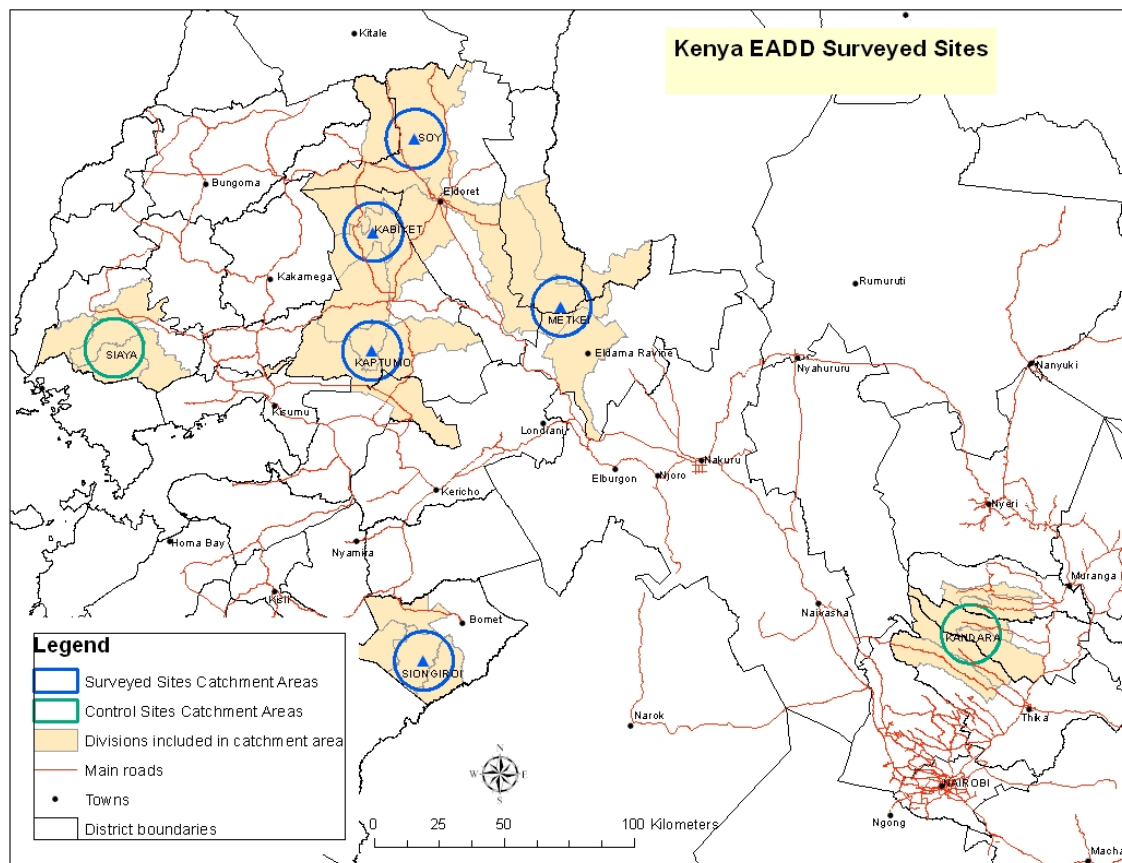 Kenya EADD Surveyed Sites
Kitale
SOY
Bungoma
Eldoret
KABIYET
Kakamega
Rumuruti
METKEI
SIAYA
KAPTUMO
Eldama Ravine
Nyahururu
Nanyuki
Kisumu
Londiani
Nakuru
Elburgon
Njoro
Kericho
Nyeri
Homa Bay
Nyamira
Muranga
Kisii
Naivasha
Bomet
KANDARA
SIONGIROI
Narok
Thika
NAIROBI
Ngong
Macha
Legend
Surveyed Sites Catchment Areas
Control Sites Catchment Areas
Divisions included in catchment area
Main roads
Towns
District boundaries
N
W E
S
0 25 50 100 Kilometers